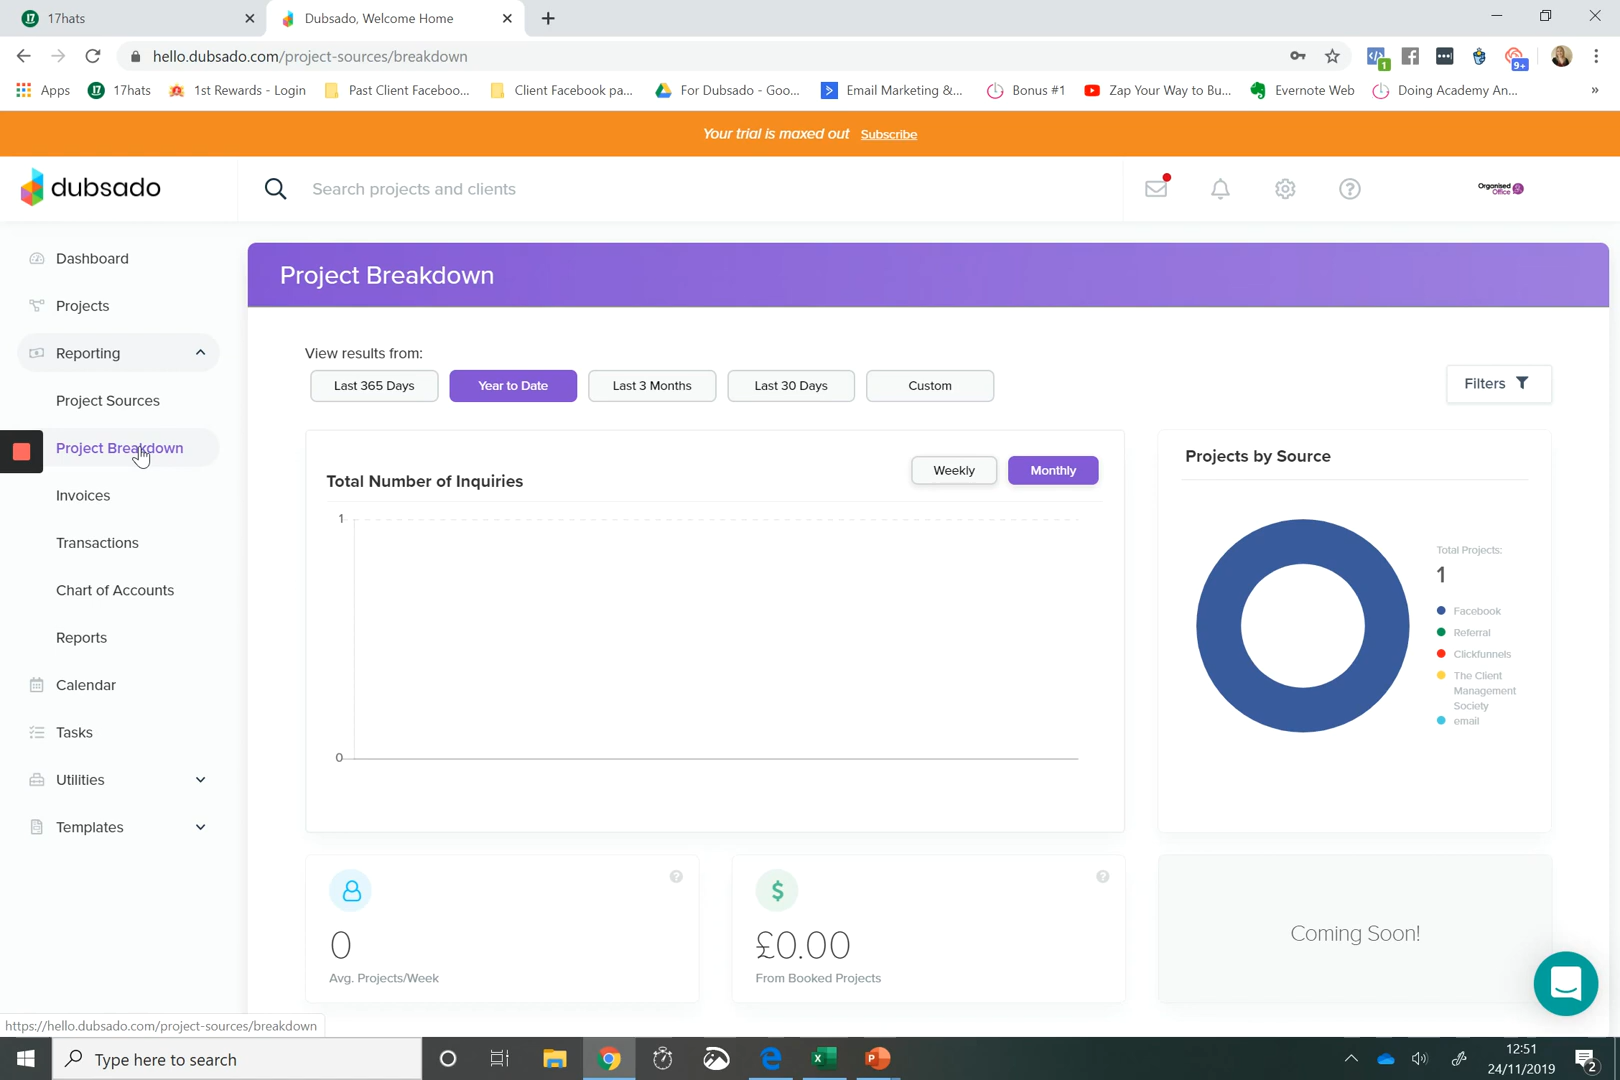 17hats
Dubsado, Welcome Home
hello.dubsado.com/project-sources/breakdown
1
9+
Apps
17hats
1st Rewards - Login
Past Client Faceboo...
Client Facebook pa...
For Dubsado - Goo...
Email Marketing &...
Bonus #1
Zap Your Way to Bu...
Evernote Web
Doing Academy An...
»
Your trial is maxed out Subscribe
dubsado
Search projects and clients
Organised
Office
Dashboard
Projects
Reporting
Project Sources
Project Breakdown
Invoices
Transactions
Chart of Accounts
Reports
Calendar
Tasks
Utilities
Templates
Project Breakdown
View results from:
Last 365 Days
Year to Date
Last 3 Months
Last 30 Days
Custom
Filters
Total Number of Inquiries
Weekly
Monthly
1
0
Projects by Source
Total Projects:
1
Facebook
Referral
Clickfunnels
The Client
Management
Society
email
0
Avg. Projects/Week
$
£0.00
From Booked Projects
Coming Soon!
https://hello.dubsado.com/project-sources/breakdown
Type here to search
12:51
24/11/2019
2